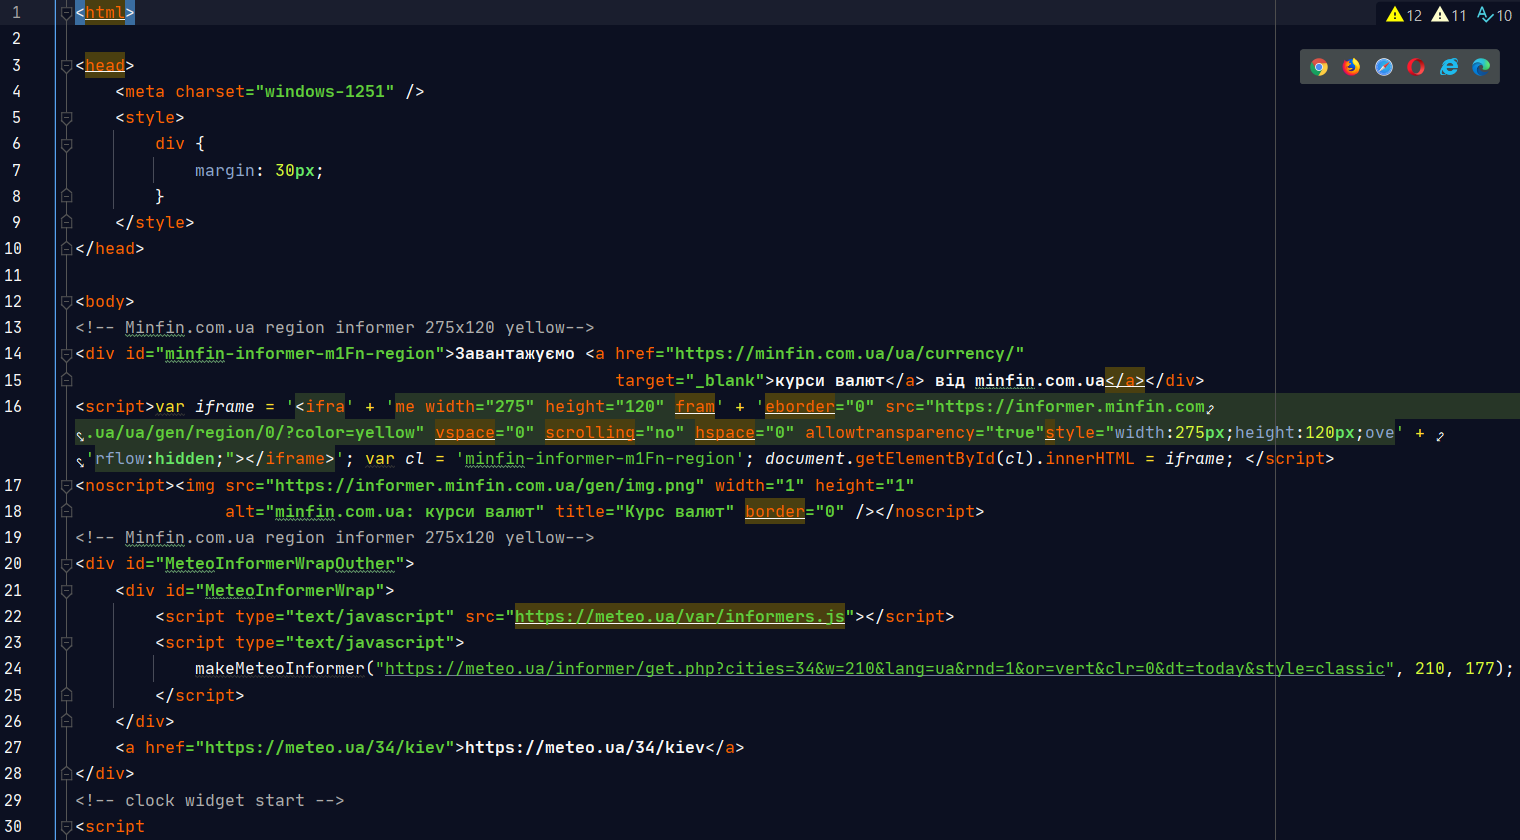 1 <html> 12 11 10
2
3 <head>
4 <meta charset="windows-1251" />
5 <style>
6 div {
7 margin: 30px;
8 }
9 </style>
10 </head>
11
12 <body>
13 <!-- Minfin.com.ua region informer 275x120 yellow-->
14 <div id="minfin-informer-m1Fn-region">Завантажуємо <a href="https://minfin.com.ua/ua/currency/"
15 target="_blank">курси валют</a> від minfin.com.ua</a></div>
16 <script>var iframe = '<ifra' + 'me width="275" height="120" fram' + 'eborder="0" src="https://informer.minfin.com
.ua/ua/gen/region/0/?color=yellow" vspace="0" scrolling="no" hspace="0" allowtransparency="true"style="width:275px;height:120px;ove' +
'rflow:hidden;"></iframe>'; var cl = 'minfin-informer-m1Fn-region'; document.getElementById(cl).innerHTML = iframe; </script>
17 <noscript><img src="https://informer.minfin.com.ua/gen/img.png" width="1" height="1"
18 alt="minfin.com.ua: курси валют" title="Курс валют" border="0" /></noscript>
19 <!-- Minfin.com.ua region informer 275x120 yellow-->
20 <div id="MeteoInformerWrapOuther">
21 <div id="MeteoInformerWrap">
22 <script type="text/javascript" src="https://meteo.ua/var/informers.js"></script>
23 <script type="text/javascript">
24 makeMeteoInformer("https://meteo.ua/informer/get.php?cities=34&w=210&lang=ua&rnd=1&or=vert&clr=0&dt=today&style=classic", 210, 177);
25 </script>
26 </div>
27 <a href="https://meteo.ua/34/kiev">https://meteo.ua/34/kiev</a>
28 </div>
29 <!-- clock widget start -->
30 <script